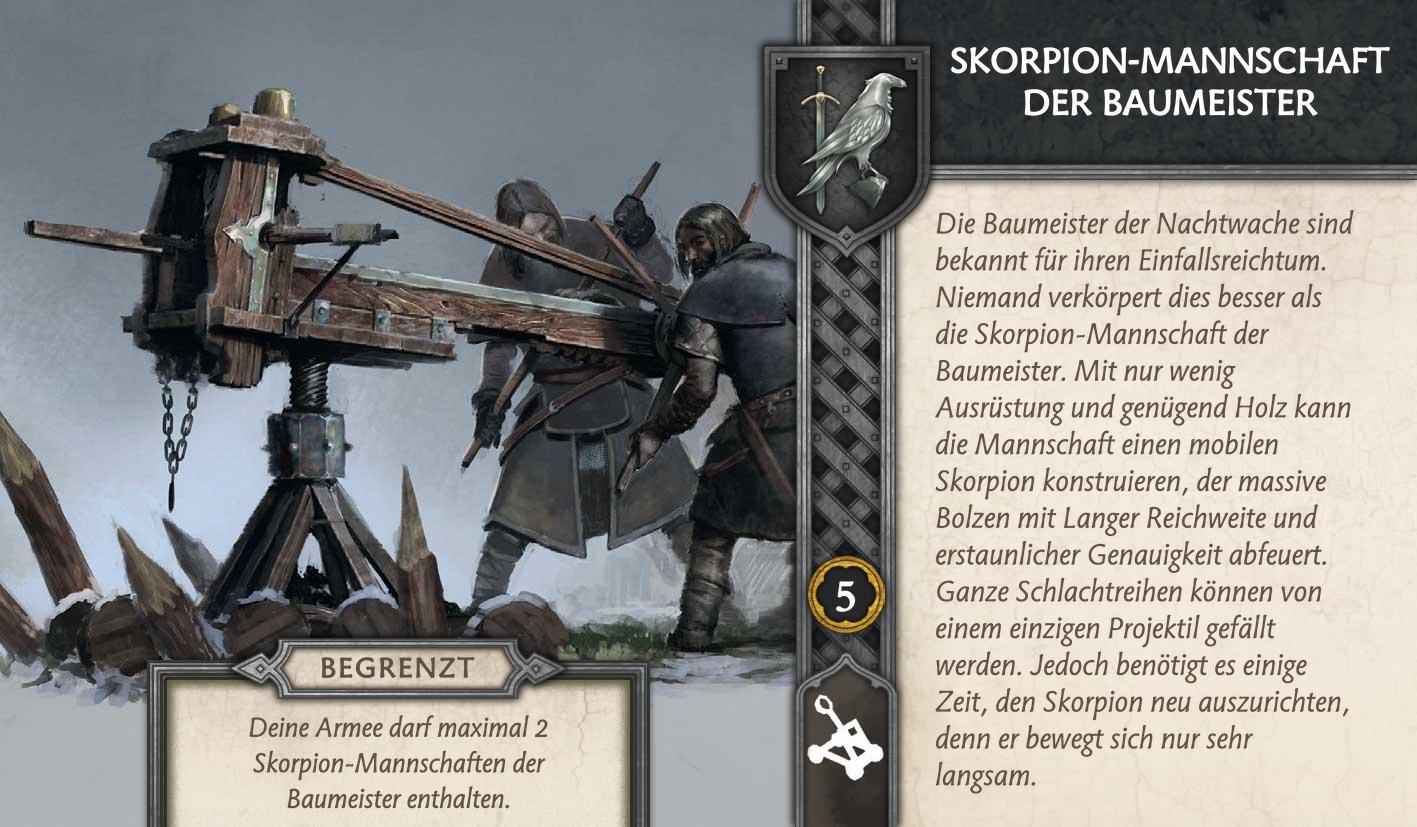 SKORPION-MANNSCHAFT
DER BAUMEISTER
Die Baumeister der Nachtwache sind
bekannt für ihren Einfallsreichtum.
Niemand verkörpert dies besser als
die Skorpion-Mannschaft der
Baumeister. Mit nur wenig
Ausrüstung und genügend Holz kann
die Mannschaft einen mobilen
Skorpion konstruieren, der massive
Bolzen mit Langer Reichweite und
erstaunlicher Genauigkeit abfeuert.
Ganze Schlachtreihen können von
einem einzigen Projektil gefällt
werden. Jedoch benötigt es einige
Zeit, den Skorpion neu auszurichten,
denn er bewegt sich nur sehr
langsam.
5
BEGRENZT
Deine Armee darf maximal 2
Skorpion-Mannschaften der
Baumeister enthalten.